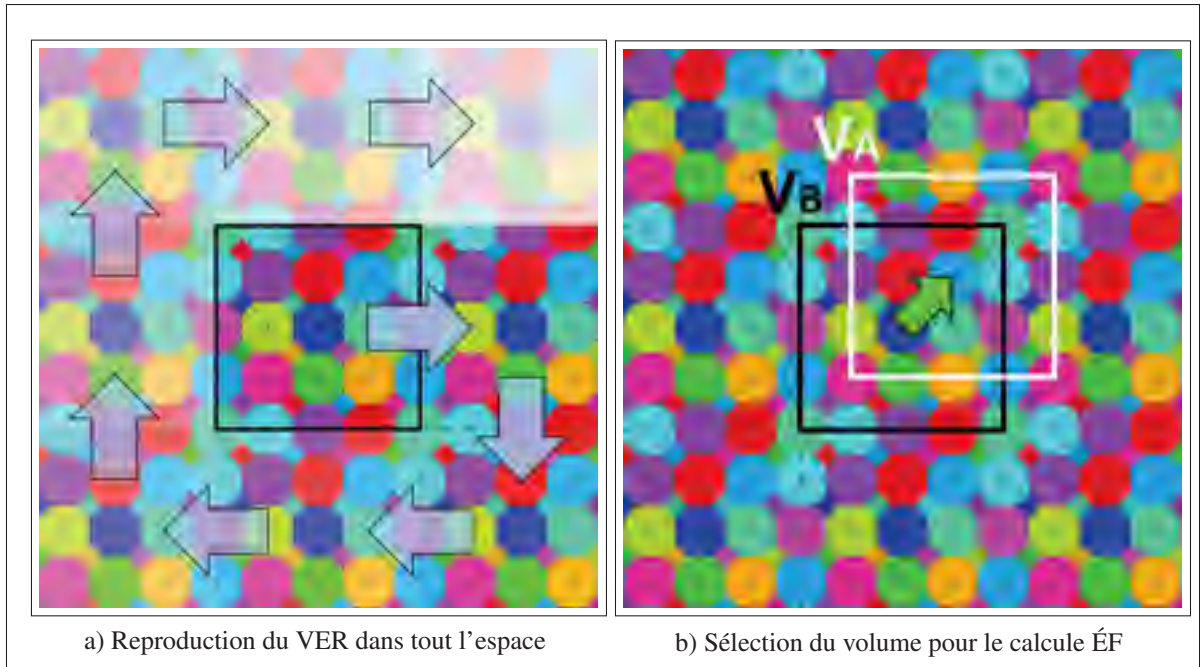 VA
VB
a) Reproduction du VER dans tout l'espace
b) Sélection du volume pour le calcule ÉF